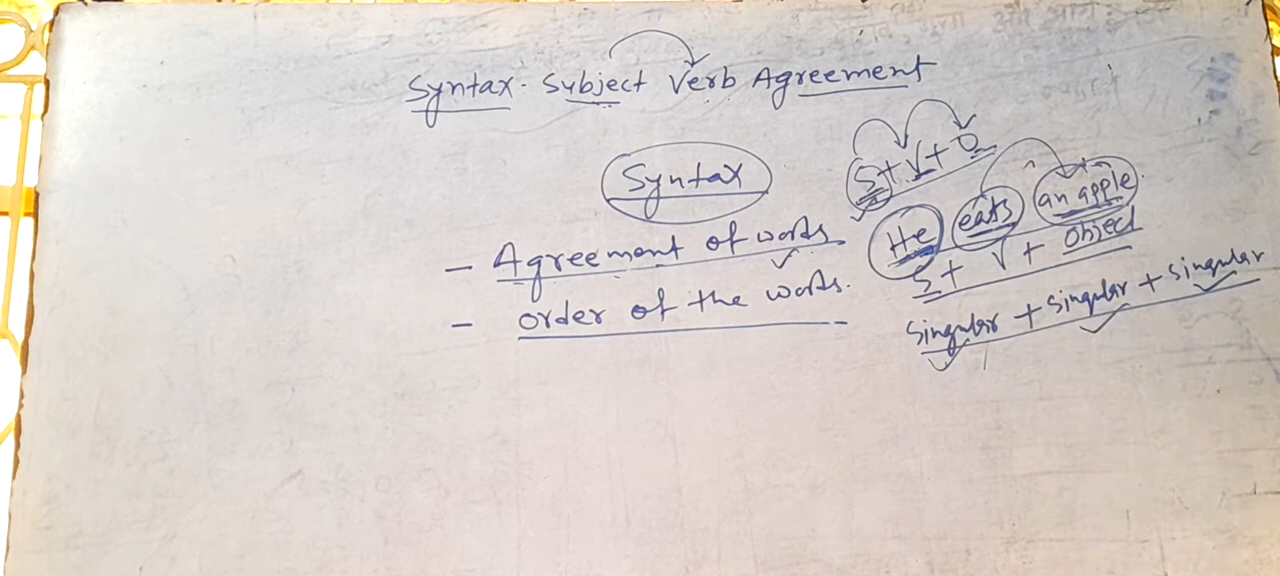 Syntax. Subject Verb Agreement
Syntax
- Agreement of words
- order of the words.
S + V + O
He eats an apple.
S + V + Object
Singular + Singular + Singular